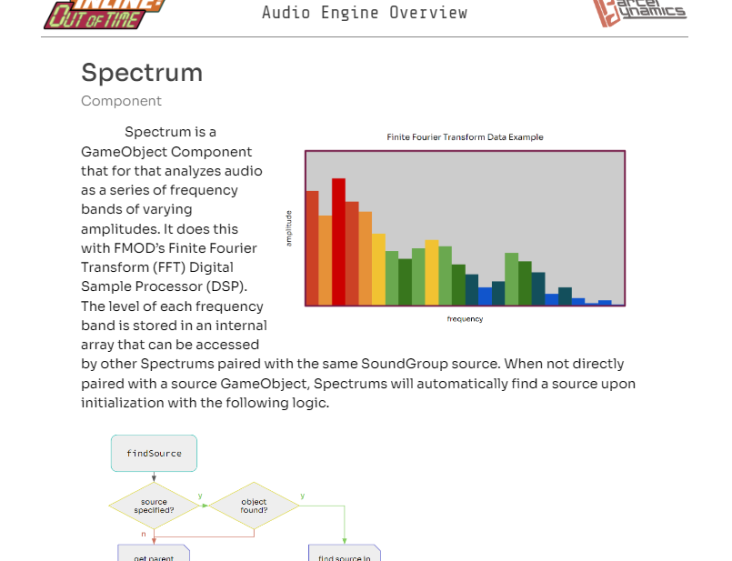 INLINE:
OUT OF TIME
Audio Engine Overview
Parcel
Dynamics
Spectrum
Component
Spectrum is a
GameObject Component
that for that analyzes audio
as a series of frequency
bands of varying
amplitudes. It does this
with FMOD’s Finite Fourier
Transform (FFT) Digital
Sample Processor (DSP).
The level of each frequency
band is stored in an internal
array that can be accessed
by other Spectrums paired with the same SoundGroup source. When not directly
paired with a source GameObject, Spectrums will automatically find a source upon
initialization with the following logic.
Finite Fourier Transform Data Example
amplitude
frequency
findSource
source
specified?
y
object
found?
y
n
get parent
find source in